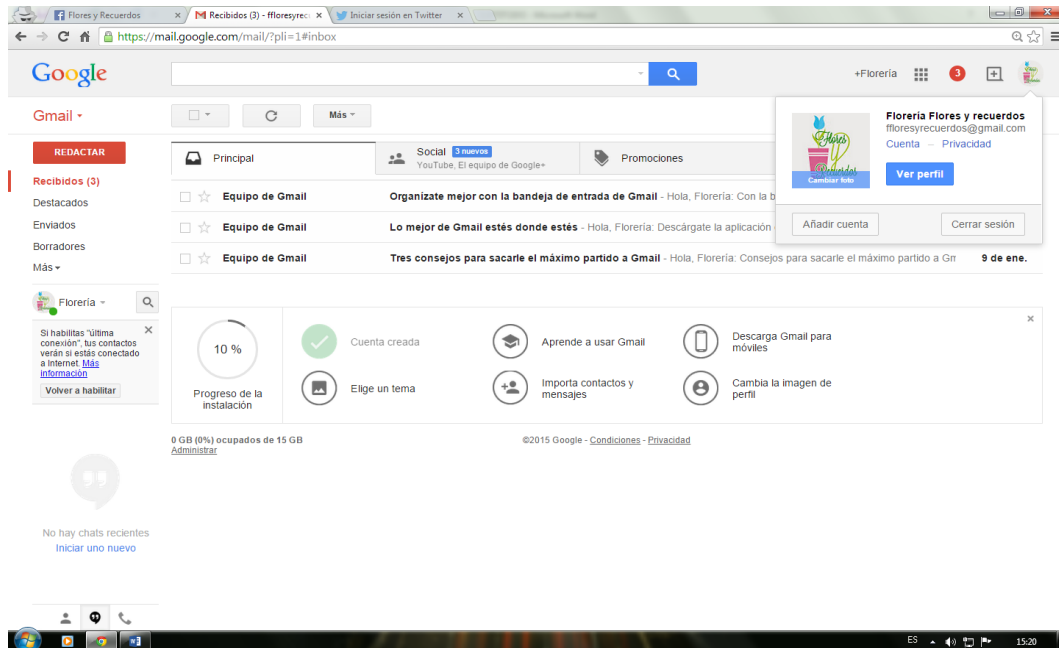 Flores y Recuerdos
Recibidos (3) - ffloresyrec
Iniciar sesión en Twitter
https://mail.google.com/mail/?pli=1#inbox
Google
+Florería
3
Gmail
Más
Florería Flores y recuerdos
ffloresyrecuerdos@gmail.com
Cuenta – Privacidad
Ver perfil
Flores
y
Recuerdos
Cambiar foto
Añadir cuenta
Cerrar sesión
REDACTAR
Recibidos (3)
Destacados
Enviados
Borradores
Más
Principal
Social 3 nuevos
YouTube, El equipo de Google+
Promociones
Equipo de Gmail Organízate mejor con la bandeja de entrada de Gmail - Hola, Florería: Con la b
Equipo de Gmail Lo mejor de Gmail estés donde estés - Hola, Florería: Descárgate la aplicación
Equipo de Gmail Tres consejos para sacarle el máximo partido a Gmail - Hola, Florería: Consejos para sacarle el máximo partido a Gm 9 de ene.
Florería
Si habilitas "última
conexión", tus contactos
verán si estás conectado
a Internet. Más
información
Volver a habilitar
10 %
Progreso de la
instalación
Cuenta creada
Aprende a usar Gmail
Descarga Gmail para
móviles
Elige un tema
Importa contactos y
mensajes
Cambia la imagen de
perfil
0 GB (0%) ocupados de 15 GB
Administrar
©2015 Google - Condiciones - Privacidad
No hay chats recientes
Iniciar uno nuevo
ES
15:20